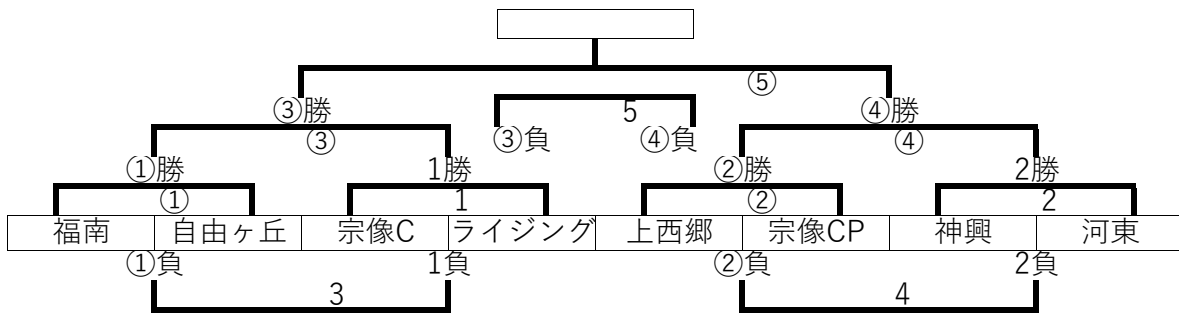 ⑤
③勝 5 ④勝
③ ③負 ④負 ④
①勝 1勝 ②勝 2勝
① 1 ② 2
福南 自由ヶ丘 宗像C ライジング 上西郷 宗像CP 神興 河東
①負 1負 ②負 2負
3 4